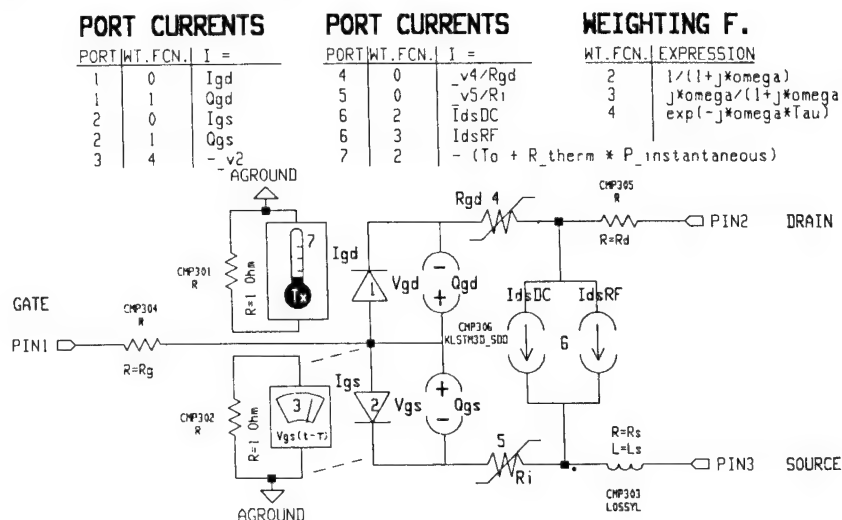 PORT CURRENTS PORT CURRENTS WEIGHTING F.
PORT WT.FCN. I = PORT WT.FCN. I = WT.FCN. EXPRESSION
1 0 Igd 4 0 _v4/Rgd 2 1/(1+j*omega)
1 1 Qgd 5 0 _v5/Ri 3 j*omega/(1+j*omega
2 0 Igs 6 2 IdsDC 4 exp(-j*omega*Tau)
2 1 Qgs 6 3 IdsRF
3 4 -_v2 7 2 - (To + R_therm * P_instantaneous)
AGROUND
Rgd 4
CMP305
R
R=Rd
PIN2 DRAIN
7
Tx
CMP301
R
R=1 Ohm
Igd
1
Vgd
-
+
Qgd
IdsDC IdsRF
6
GATE
CMP304
R
PIN1
R=Rg
CMP306
KLSTM3D_SDD
Igs
2
Vgs
+
-
Qgs
CMP302
R
R=1 Ohm
3
Vgs(t-T)
5
Ri
R=Rs
L=Ls
PIN3 SOURCE
CMP303
LOSSYL
AGROUND